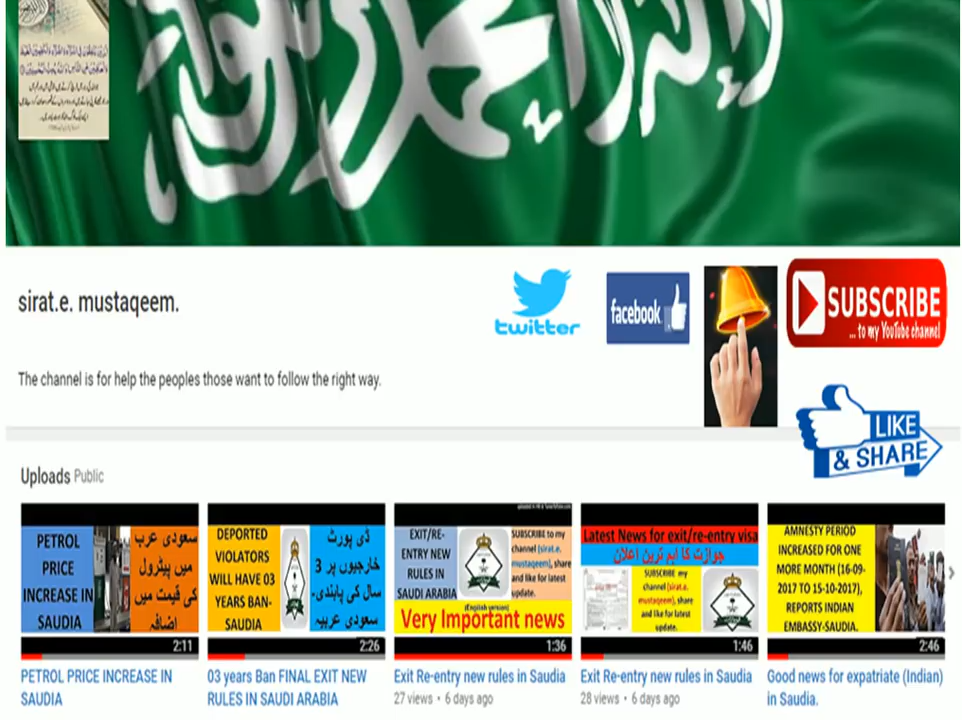 sirat.e. mustaqeem.
twitter
facebook
SUBSCRIBE
... to my YouTube channel
The channel is for help the peoples those want to follow the right way.
LIKE
& SHARE
Uploads Public
PETROL
PRICE
INCREASE IN
SAUDIA
سعودی عرب
میں پیٹرول
کی قیمت میں
اضافہ
2:11
PETROL PRICE INCREASE IN
SAUDIA
DEPORTED
VIOLATORS
WILL HAVE 03
YEARS BAN-
SAUDIA
ڈی پورٹ
خارجیوں پر 3
سال کی پابندی-
سعودی عربیہ
2:26
03 years Ban FINAL EXIT NEW
RULES IN SAUDI ARABIA
EXIT/RE-
ENTRY NEW
RULES IN
SAUDI ARABIA
SUBSCRIBE to my
channel (sirat.e.
mustaqeem), share
and like for latest
update.
(English version)
Very Important news
1:36
Exit Re-entry new rules in Saudia
27 views • 6 days ago
Latest News for exit/re-entry visa
جوازت کا اہم ترین اعلان
SUBSCRIBE my
channel (sirat.e.
mustaqeem), share
and like for latest
update.
1:46
Exit Re-entry new rules in Saudia
28 views • 6 days ago
AMNESTY PERIOD
INCREASED FOR ONE
MORE MONTH (16-09-
2017 TO 15-10-2017),
REPORTS INDIAN
EMBASSY-SAUDIA.
2:46
Good news for expatriate (Indian)
in Saudia.